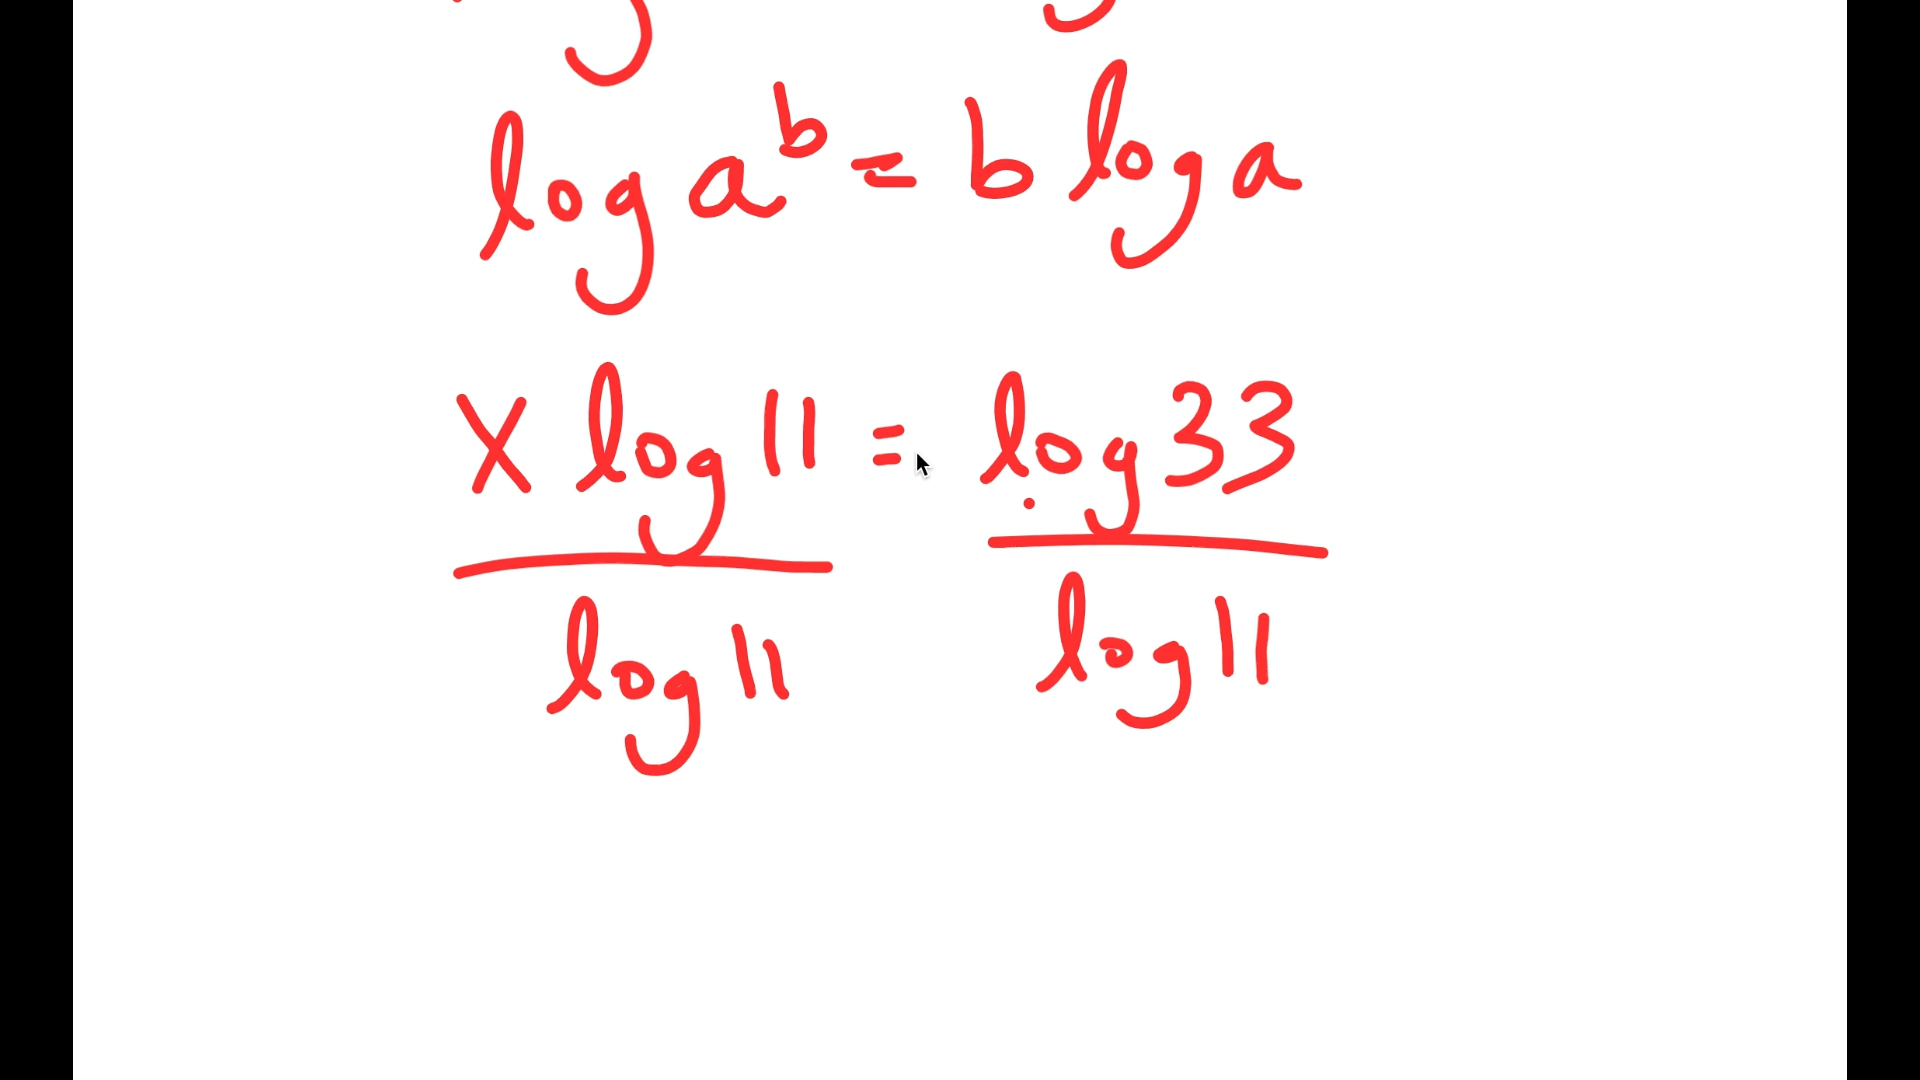 log a^b = b log a
x log 11 = log 33
log 11 log 11